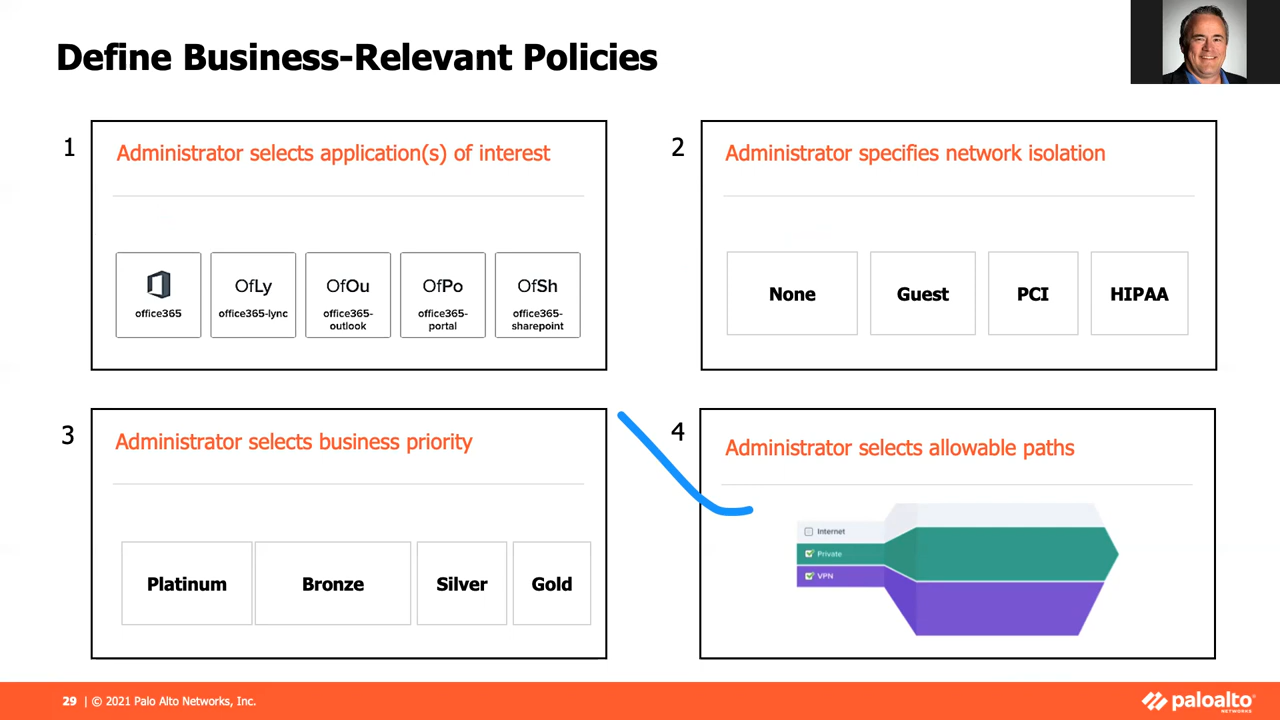 Define Business-Relevant Policies
1
Administrator selects application(s) of interest
office365
OfLy
office365-lync
OfOu
office365-
outlook
OfPo
office365-
portal
OfSh
office365-
sharepoint
2
Administrator specifies network isolation
None
Guest
PCI
HIPAA
3
Administrator selects business priority
Platinum
Bronze
Silver
Gold
4
Administrator selects allowable paths
Internet
Private
VPN
29 | © 2021 Palo Alto Networks, Inc.
paloalto
NETWORKS